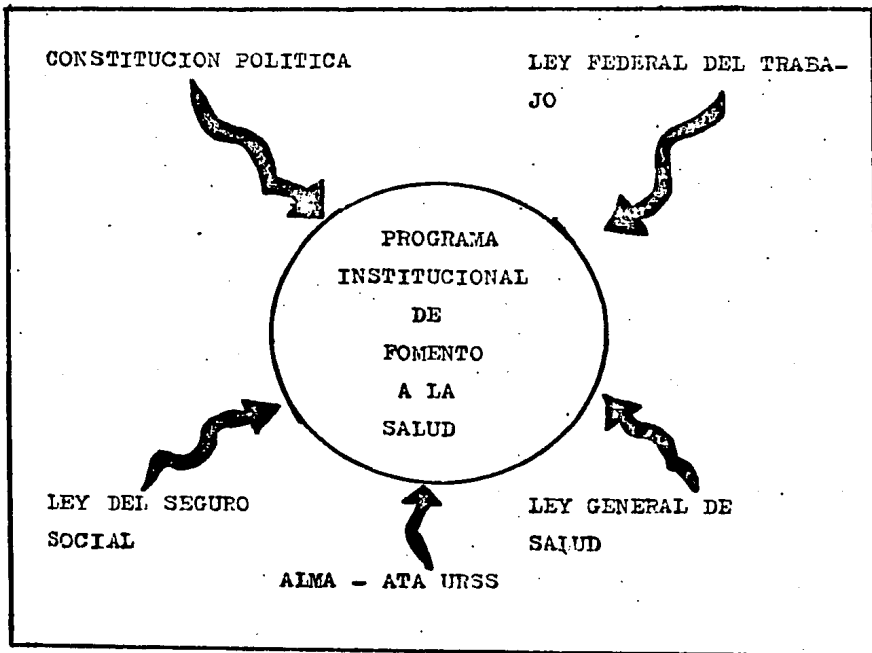 CONSTITUCION POLITICA
LEY FEDERAL DEL TRABA-
JO
PROGRAMA
INSTITUCIONAL
DE
FOMENTO
A LA
SALUD
LEY DEL SEGURO
SOCIAL
LEY GENERAL DE
SALUD
ALMA - ATA URSS